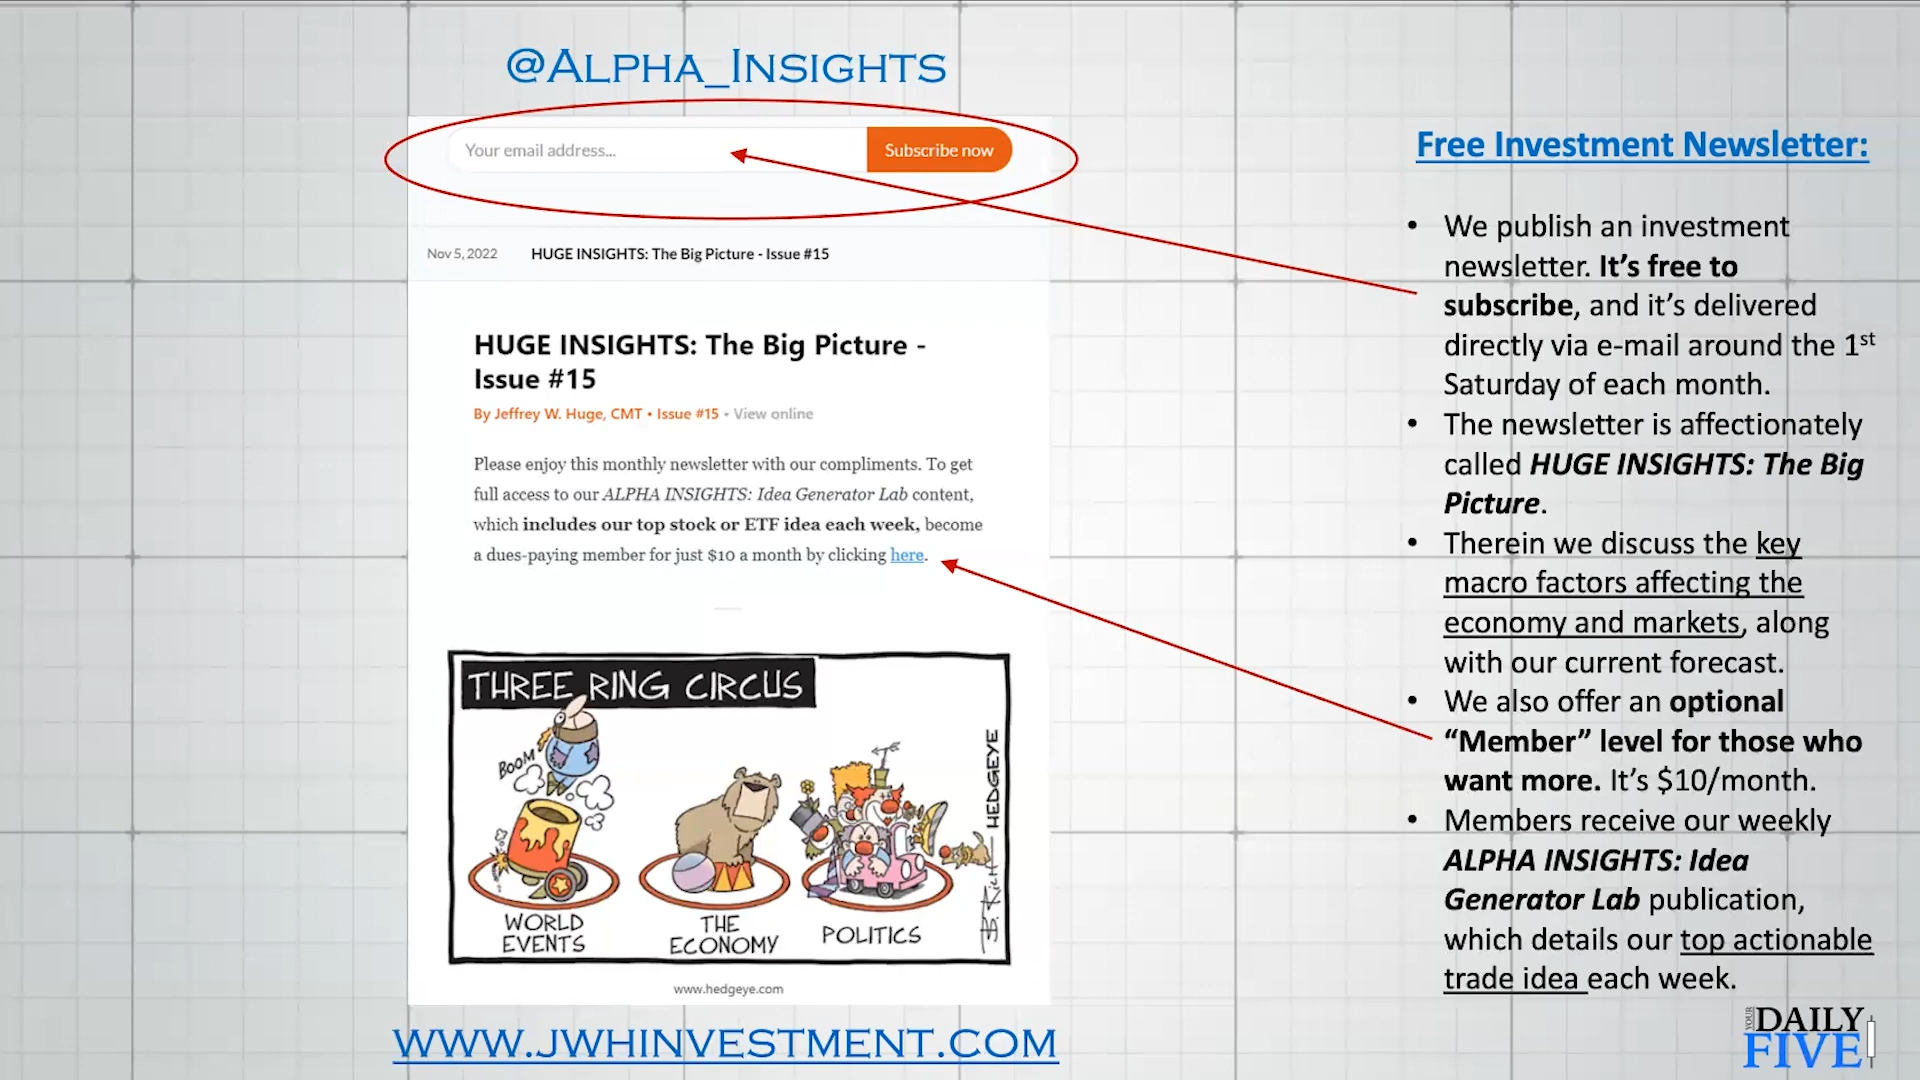 @ALPHA_INSIGHTS
Your email address...
Subscribe now
Nov 5, 2022
HUGE INSIGHTS: The Big Picture - Issue #15
HUGE INSIGHTS: The Big Picture -
Issue #15
By Jeffrey W. Huge, CMT • Issue #15 • View online
Please enjoy this monthly newsletter with our compliments. To get
full access to our ALPHA INSIGHTS: Idea Generator Lab content,
which includes our top stock or ETF idea each week, become
a dues-paying member for just $10 a month by clicking here.
THREE RING CIRCUS
BOOM
HEDGEYE
B. Rich
WORLD
EVENTS
THE
ECONOMY
POLITICS
www.hedgeye.com
WWW.JWHINVESTMENT.COM
Free Investment Newsletter:
• We publish an investment
newsletter. It’s free to
subscribe, and it’s delivered
directly via e-mail around the 1st
Saturday of each month.
• The newsletter is affectionately
called HUGE INSIGHTS: The Big
Picture.
• Therein we discuss the key
macro factors affecting the
economy and markets, along
with our current forecast.
• We also offer an optional
“Member” level for those who
want more. It’s $10/month.
• Members receive our weekly
ALPHA INSIGHTS: Idea
Generator Lab publication,
which details our top actionable
trade idea each week.
YOUR
DAILY
FIVE